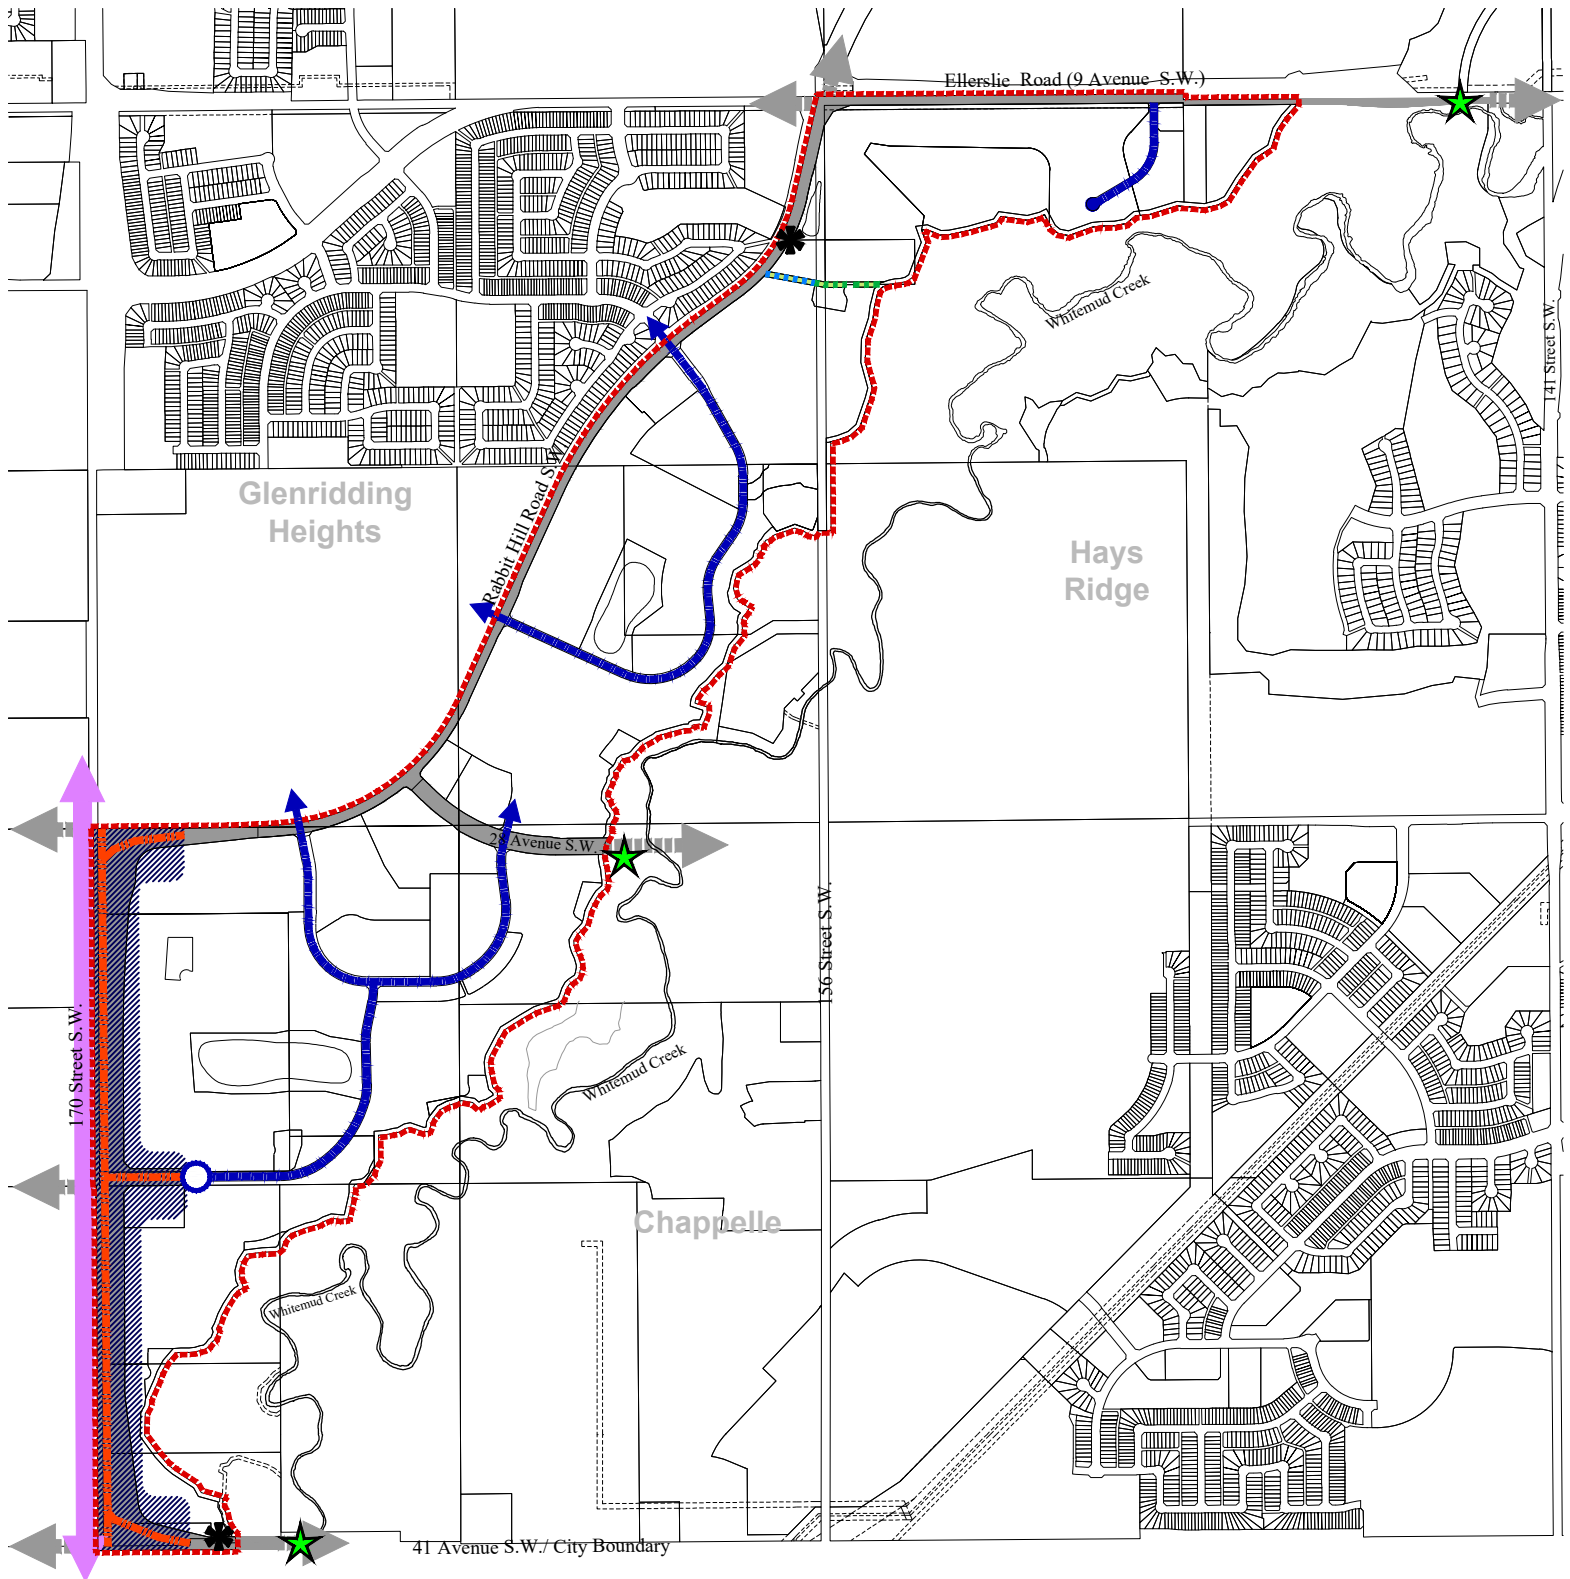 Ellerslie Road (9 Avenue S.W.)
Whitemud Creek
141 Street S.W.
Glenridding
Heights
Rabbit Hill Road S.W.
Hays
Ridge
28 Avenue S.W.
156 Street S.W.
170 Street S.W.
Whitemud Creek
Chappelle
Whitemud Creek
41 Avenue S.W./ City Boundary